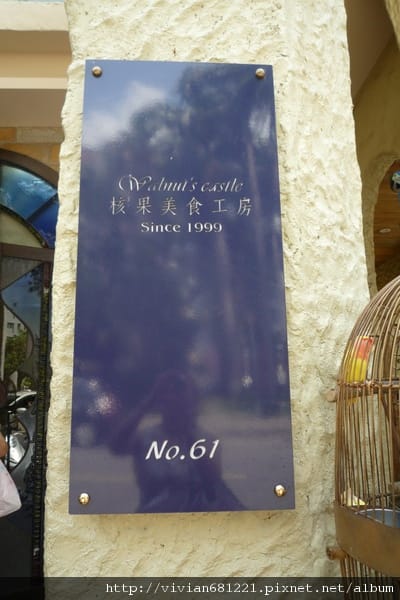 Walnut's castle
核果美食工房
Since 1999
No.61
http://vivian681221.pixnet.net/album